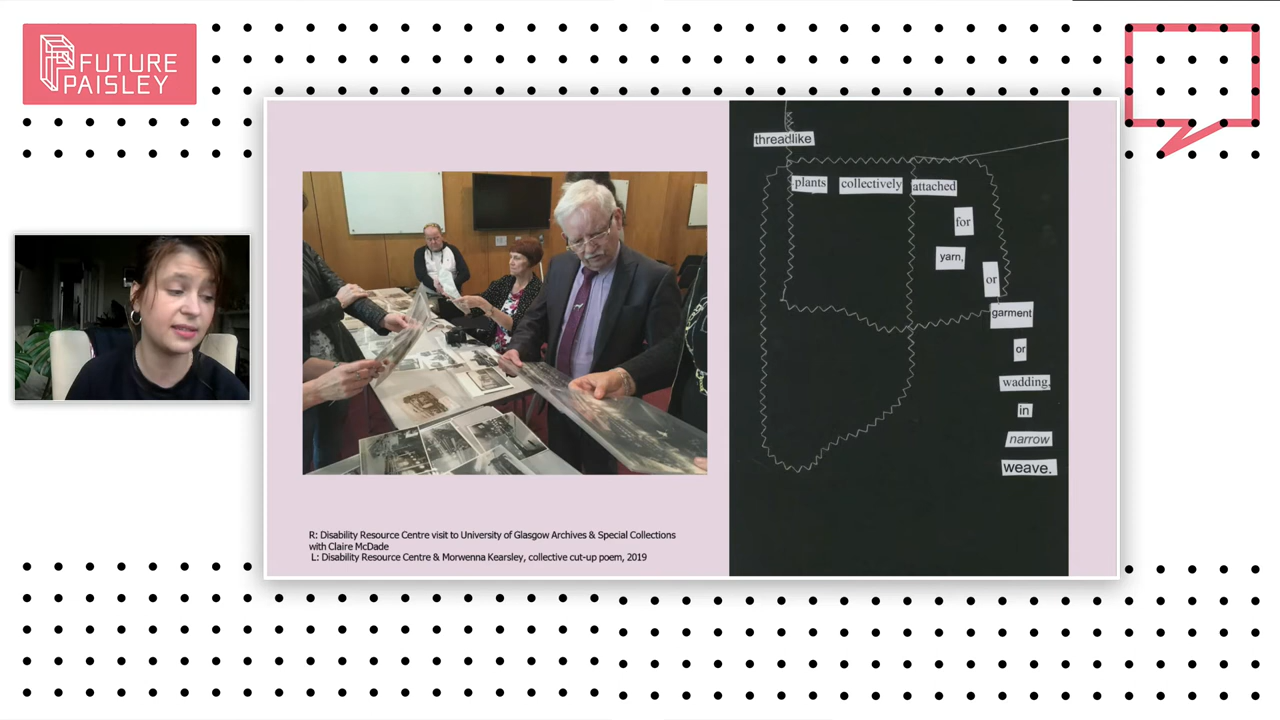 FUTURE
PAISLEY
threadlike
plants collectively attached
for
yarn,
or
garment
or
wadding,
in
narrow
weave.
R: Disability Resource Centre visit to University of Glasgow Archives & Special Collections
with Claire McDade
L: Disability Resource Centre & Morwenna Kearsley, collective cut-up poem, 2019